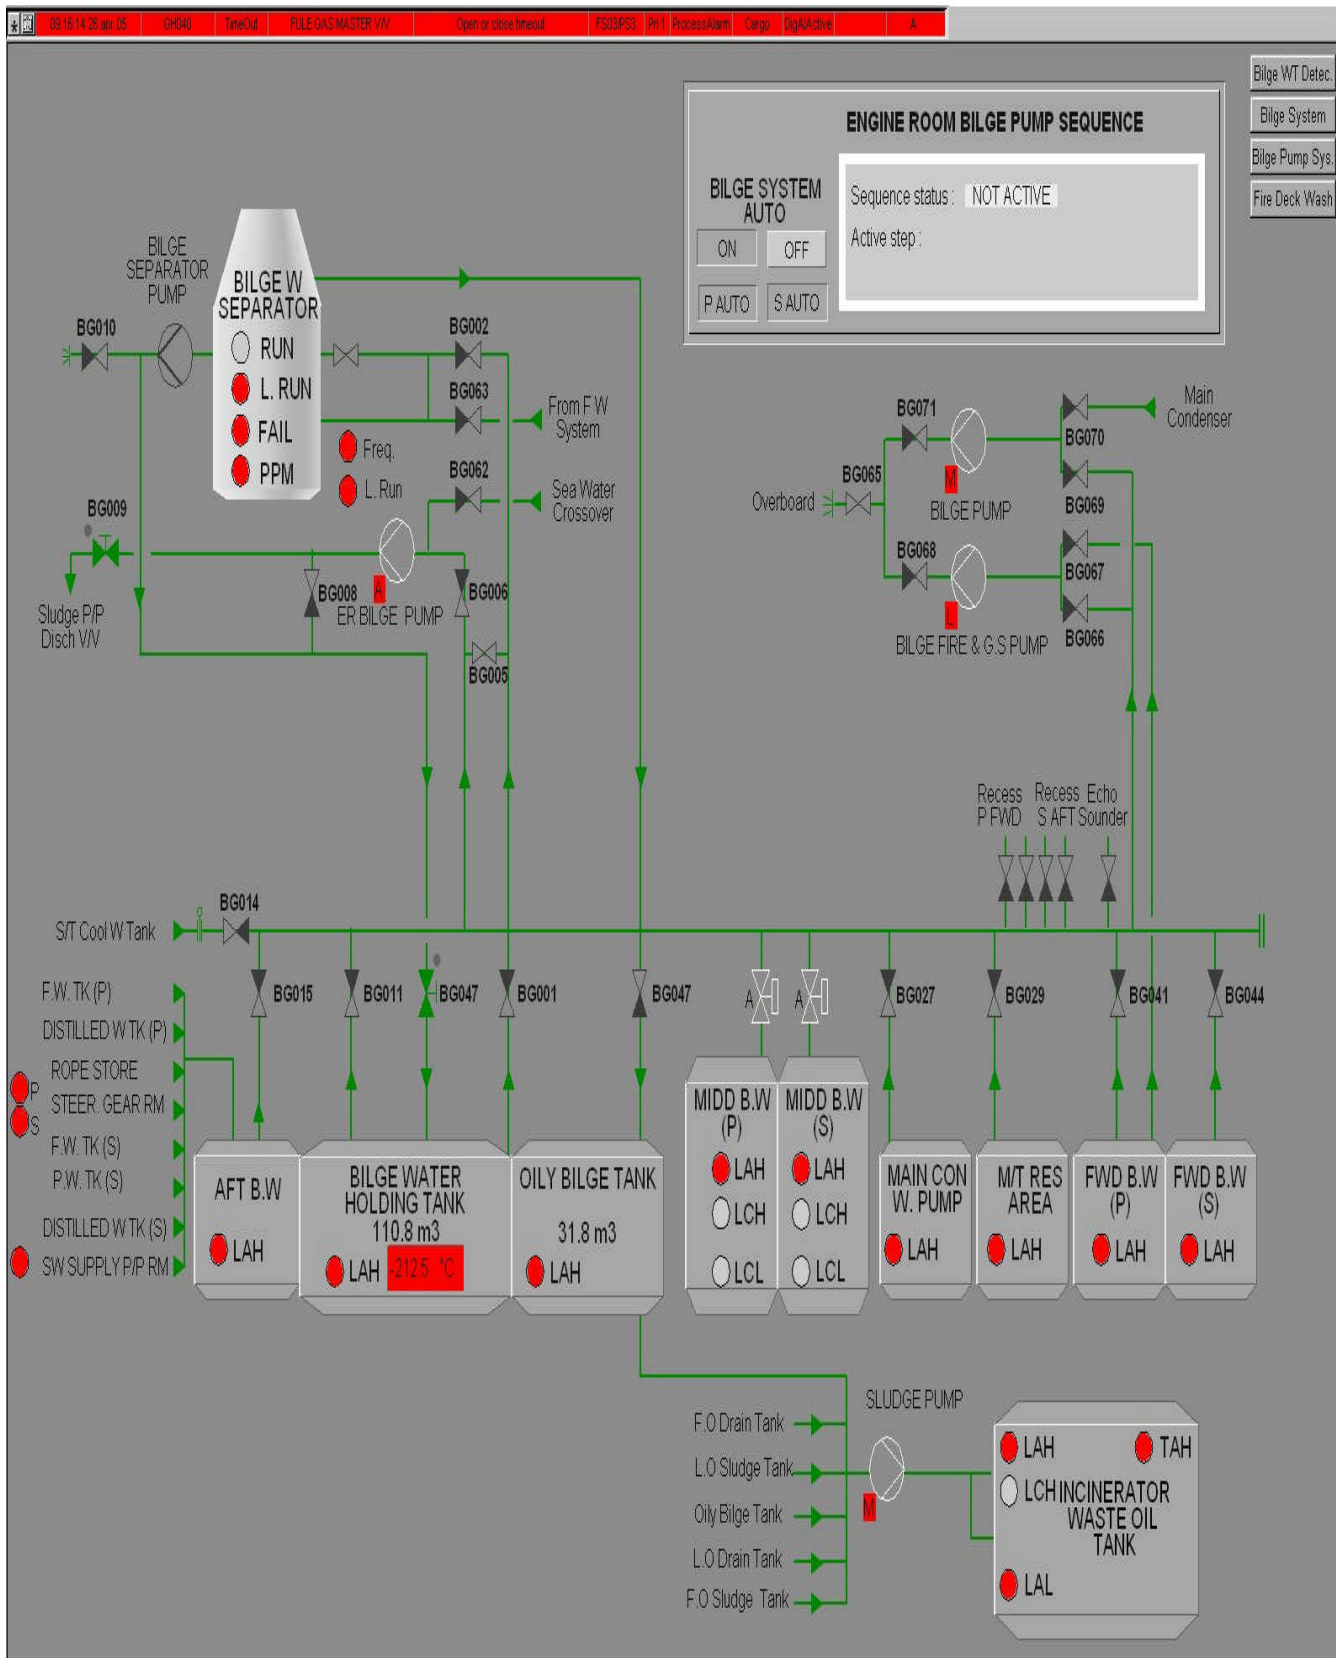 09:16:14 26.apr.05 GH040 TimeOut FULE GAS MASTER V/V Open or close timeout FS03/PS3 Pri 1 ProcessAlarm Cargo DigAlActive A
Bilge WT Detec.
Bilge System
Bilge Pump Sys.
Fire Deck Wash
ENGINE ROOM BILGE PUMP SEQUENCE
BILGE SYSTEM
AUTO
ON OFF
P AUTO S AUTO
Sequence status : NOT ACTIVE
Active step :
BILGE
SEPARATOR
PUMP
BILGE W
SEPARATOR
RUN
L. RUN
FAIL
PPM
BG010
BG002
BG063
From F W
System
Freq.
L. Run
BG062
Sea Water
Crossover
BG009
BG008
A
ER BILGE PUMP
BG006
BG005
Sludge P/P
Disch V/V
Main
Condenser
BG071
BG070
BG065
Overboard
M
BILGE PUMP
BG069
BG068
BG067
L
BILGE FIRE & G.S PUMP
BG066
Recess
P FWD
Recess
S AFT
Echo
Sounder
S/T Cool W Tank
BG014
F.W. TK (P)
DISTILLED W TK (P)
ROPE STORE
P
STEER. GEAR RM
S
F.W. TK (S)
P.W. TK (S)
DISTILLED W TK (S)
SW SUPPLY P/P RM
BG015
BG011
BG047
BG001
BG047
A
A
BG027
BG029
BG041
BG044
AFT B.W
LAH
BILGE WATER
HOLDING TANK
110.8 m3
LAH -212.5 °C
OILY BILGE TANK
31.8 m3
LAH
MIDD B.W
(P)
LAH
LCH
LCL
MIDD B.W
(S)
LAH
LCH
LCL
MAIN CON
W. PUMP
LAH
M/T RES
AREA
LAH
FWD B.W
(P)
LAH
FWD B.W
(S)
LAH
SLUDGE PUMP
M
F.O Drain Tank
L.O Sludge Tank
Oily Bilge Tank
L.O Drain Tank
F.O Sludge Tank
LAH TAH
LCH INCINERATOR
WASTE OIL
TANK
LAL